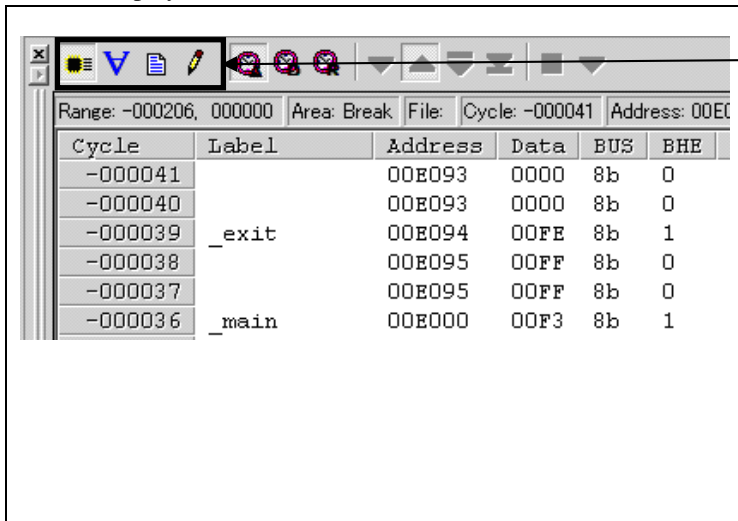 Range: -000206, 000000 Area: Break File: Cycle: -000041 Address: 00E0
Cycle Label Address Data BUS BHE
-000041 00E093 0000 8b 0
-000040 00E093 0000 8b 0
-000039 _exit 00E094 00FE 8b 1
-000038 00E095 00FF 8b 0
-000037 00E095 00FF 8b 0
-000036 _main 00E000 00F3 8b 1